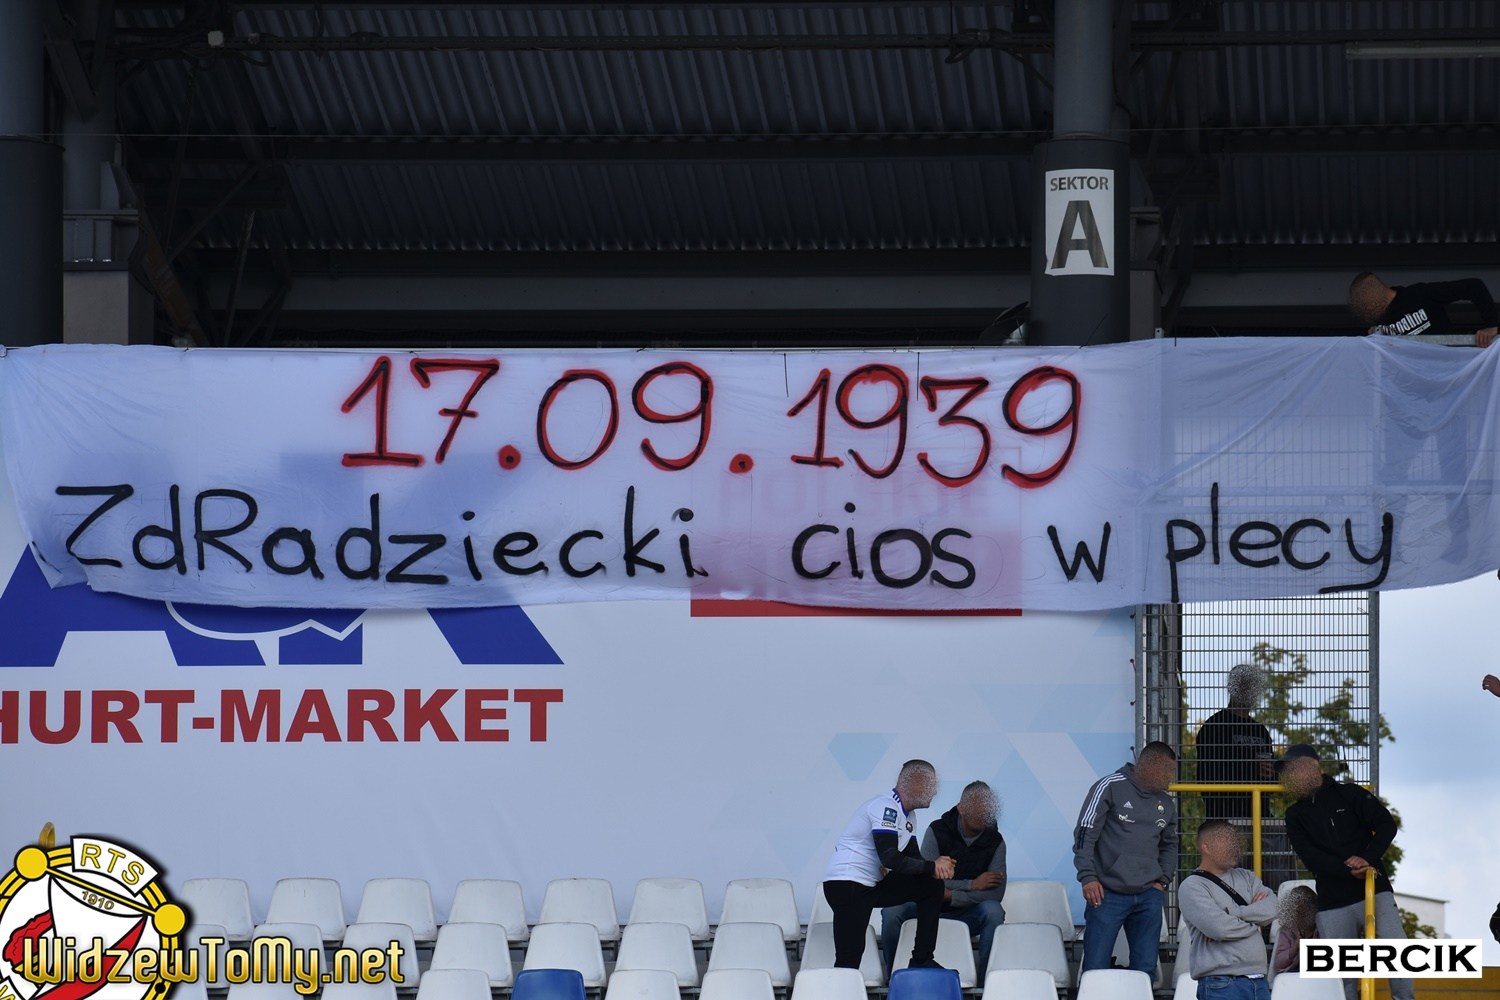 SEKTOR
A
17.09.1939
ZdRadziecki cios w plecy
HURT-MARKET
RTS
1910
WidzewToMy.net
BERCIK